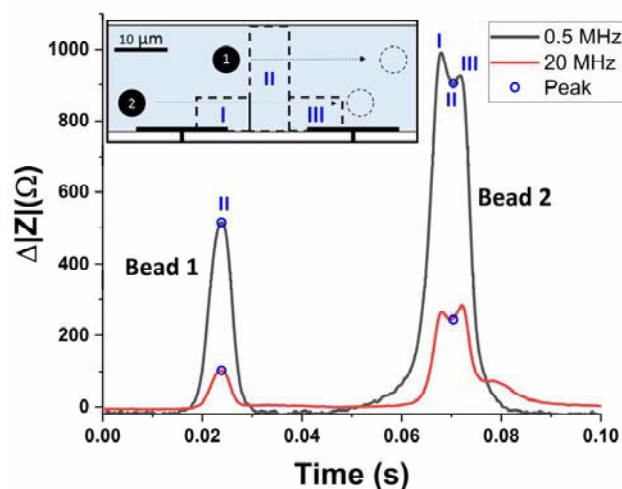 10 µm
1
II
2
I
III
I
III
II
0.5 MHz
20 MHz
Peak
II
Bead 1
Bead 2
Δ|Z|(Ω)
1000
800
600
400
200
0
0.00
0.02
0.04
0.06
0.08
0.10
Time (s)